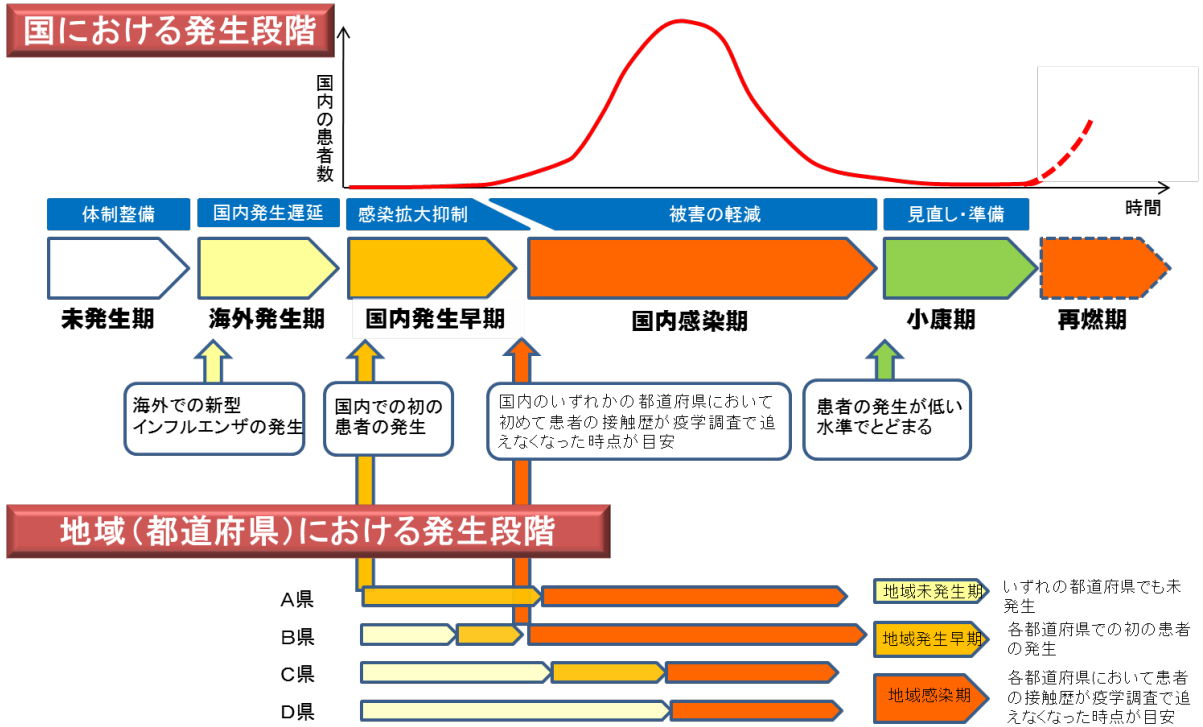 国における発生段階
国内の患者数
時間
体制整備
国内発生遅延
感染拡大抑制
被害の軽減
見直し・準備
未発生期
海外発生期
国内発生早期
国内感染期
小康期
再燃期
海外での新型
インフルエンザの発生
国内での初の
患者の発生
国内のいずれかの都道府県において
初めて患者の接触歴が疫学調査で追
えなくなった時点が目安
患者の発生が低い
水準でとどまる
地域(都道府県)における発生段階
A県
B県
C県
D県
地域未発生期
いずれの都道府県でも未
発生
地域発生早期
各都道府県での初の患者
の発生
地域感染期
各都道府県において患者
の接触歴が疫学調査で追
えなくなった時点が目安